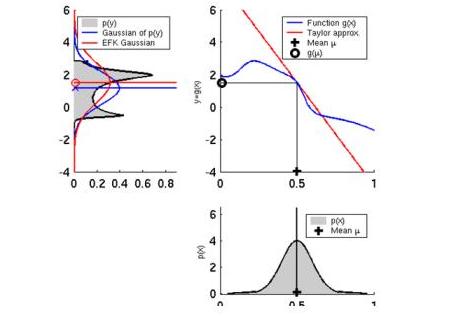 6
4
2
0
-2
-4
0 0.2 0.4 0.6 0.8
p(y)
Gaussian of p(y)
EFK Gaussian
6
4
2
0
-2
-4
0 0.5 1
y=g(x)
Function g(x)
Taylor approx.
Mean μ
g(μ)
6
4
2
0
0 0.5 1
p(x)
p(x)
Mean μ